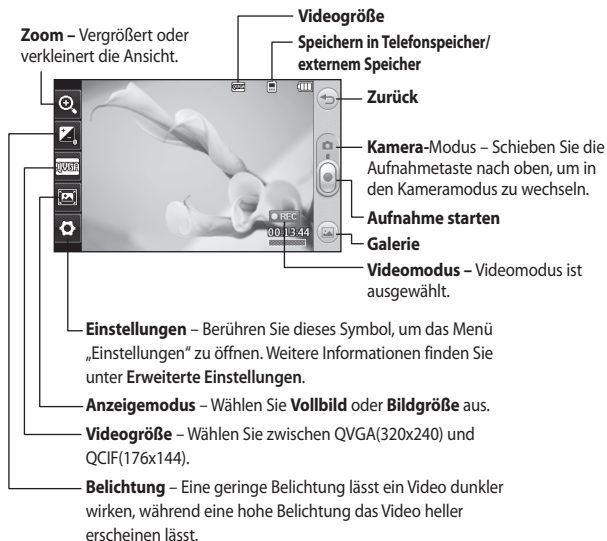 Videogröße
Zoom – Vergrößert oder
verkleinert die Ansicht.
Speichern in Telefonspeicher/
externem Speicher
Zurück
Kamera-Modus – Schieben Sie die
Aufnahmetaste nach oben, um in
den Kameramodus zu wechseln.
Aufnahme starten
Galerie
Videomodus – Videomodus ist
ausgewählt.
QVGA
QVGA
REC
00:13:44
Einstellungen – Berühren Sie dieses Symbol, um das Menü
„Einstellungen“ zu öffnen. Weitere Informationen finden Sie
unter Erweiterte Einstellungen.
Anzeigemodus – Wählen Sie Vollbild oder Bildgröße aus.
Videogröße – Wählen Sie zwischen QVGA(320x240) und
QCIF(176x144).
Belichtung – Eine geringe Belichtung lässt ein Video dunkler
wirken, während eine hohe Belichtung das Video heller
erscheinen lässt.